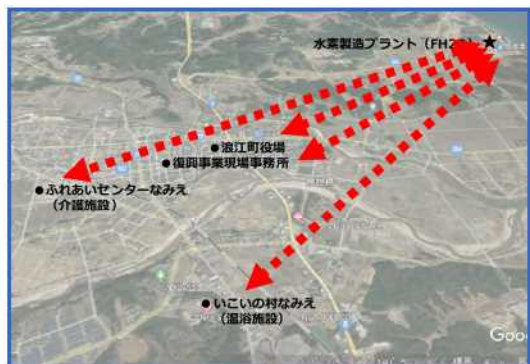 水素製造プラント（FH2R）★
●浪江町役場
●復興事業現場事務所
●ふれあいセンターなみえ
（介護施設）
●いこいの村なみえ
（温浴施設）
Goo